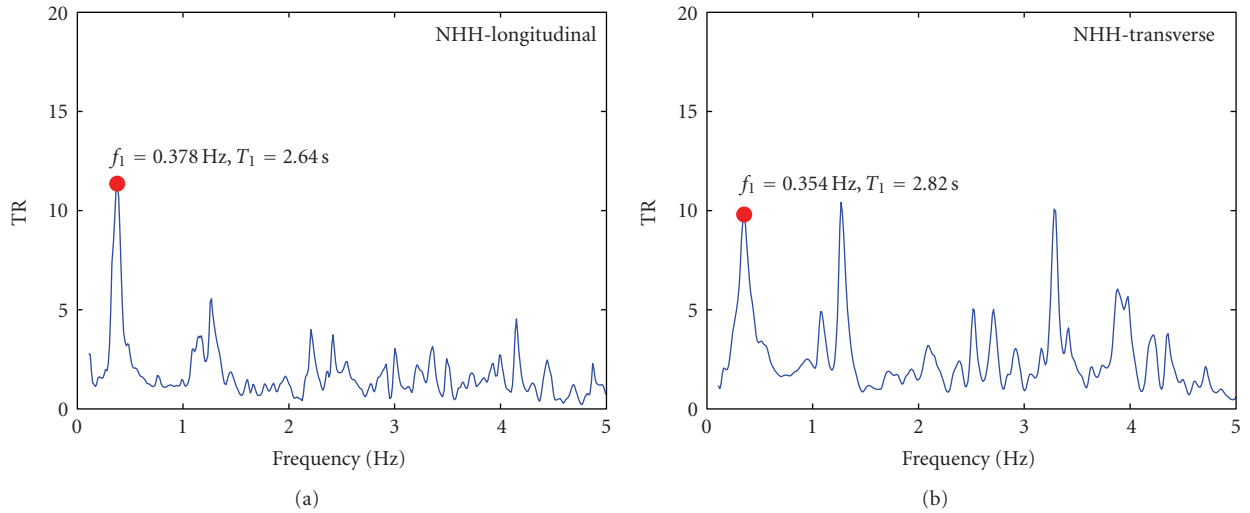 20
15
10
5
0
TR
NHH-longitudinal
f₁ = 0.378 Hz, T₁ = 2.64 s
0 1 2 3 4 5
Frequency (Hz)
(a)
20
15
10
5
0
TR
NHH-transverse
f₁ = 0.354 Hz, T₁ = 2.82 s
0 1 2 3 4 5
Frequency (Hz)
(b)